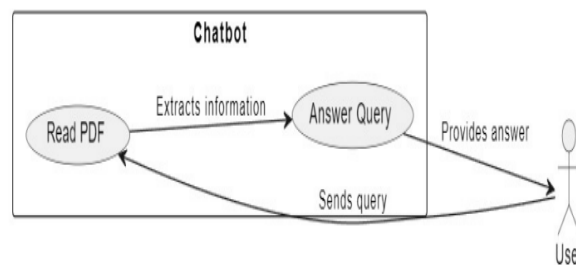 Chatbot
Extracts information
Read PDF
Answer Query
Provides answer
Sends query
Use